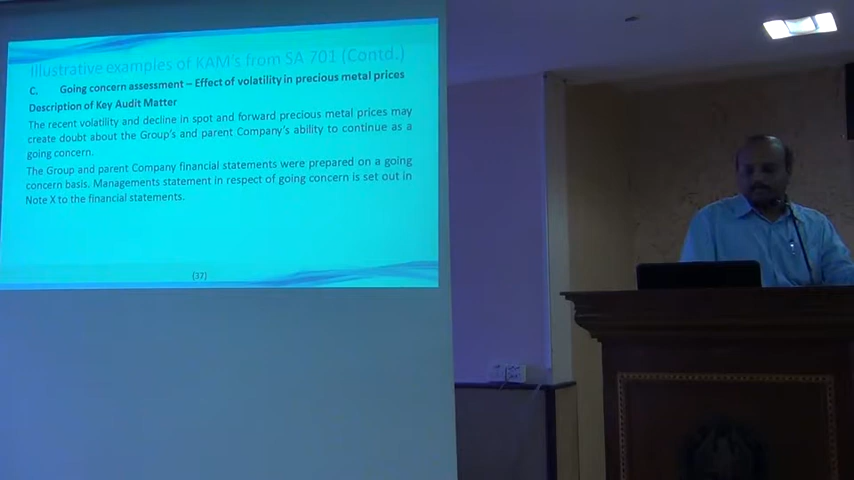 Illustrative examples of KAM's from SA 701 (Contd.)
C. Going concern assessment – Effect of volatility in precious metal prices
Description of Key Audit Matter
The recent volatility and decline in spot and forward precious metal prices may
create doubt about the Group's and parent Company's ability to continue as a
going concern.
The Group and parent Company financial statements were prepared on a going
concern basis. Managements statement in respect of going concern is set out in
Note X to the financial statements.
(37)